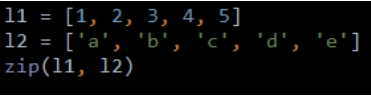 l1 = [1, 2, 3, 4, 5]
l2 = ['a', 'b', 'c', 'd', 'e']
zip(l1, l2)